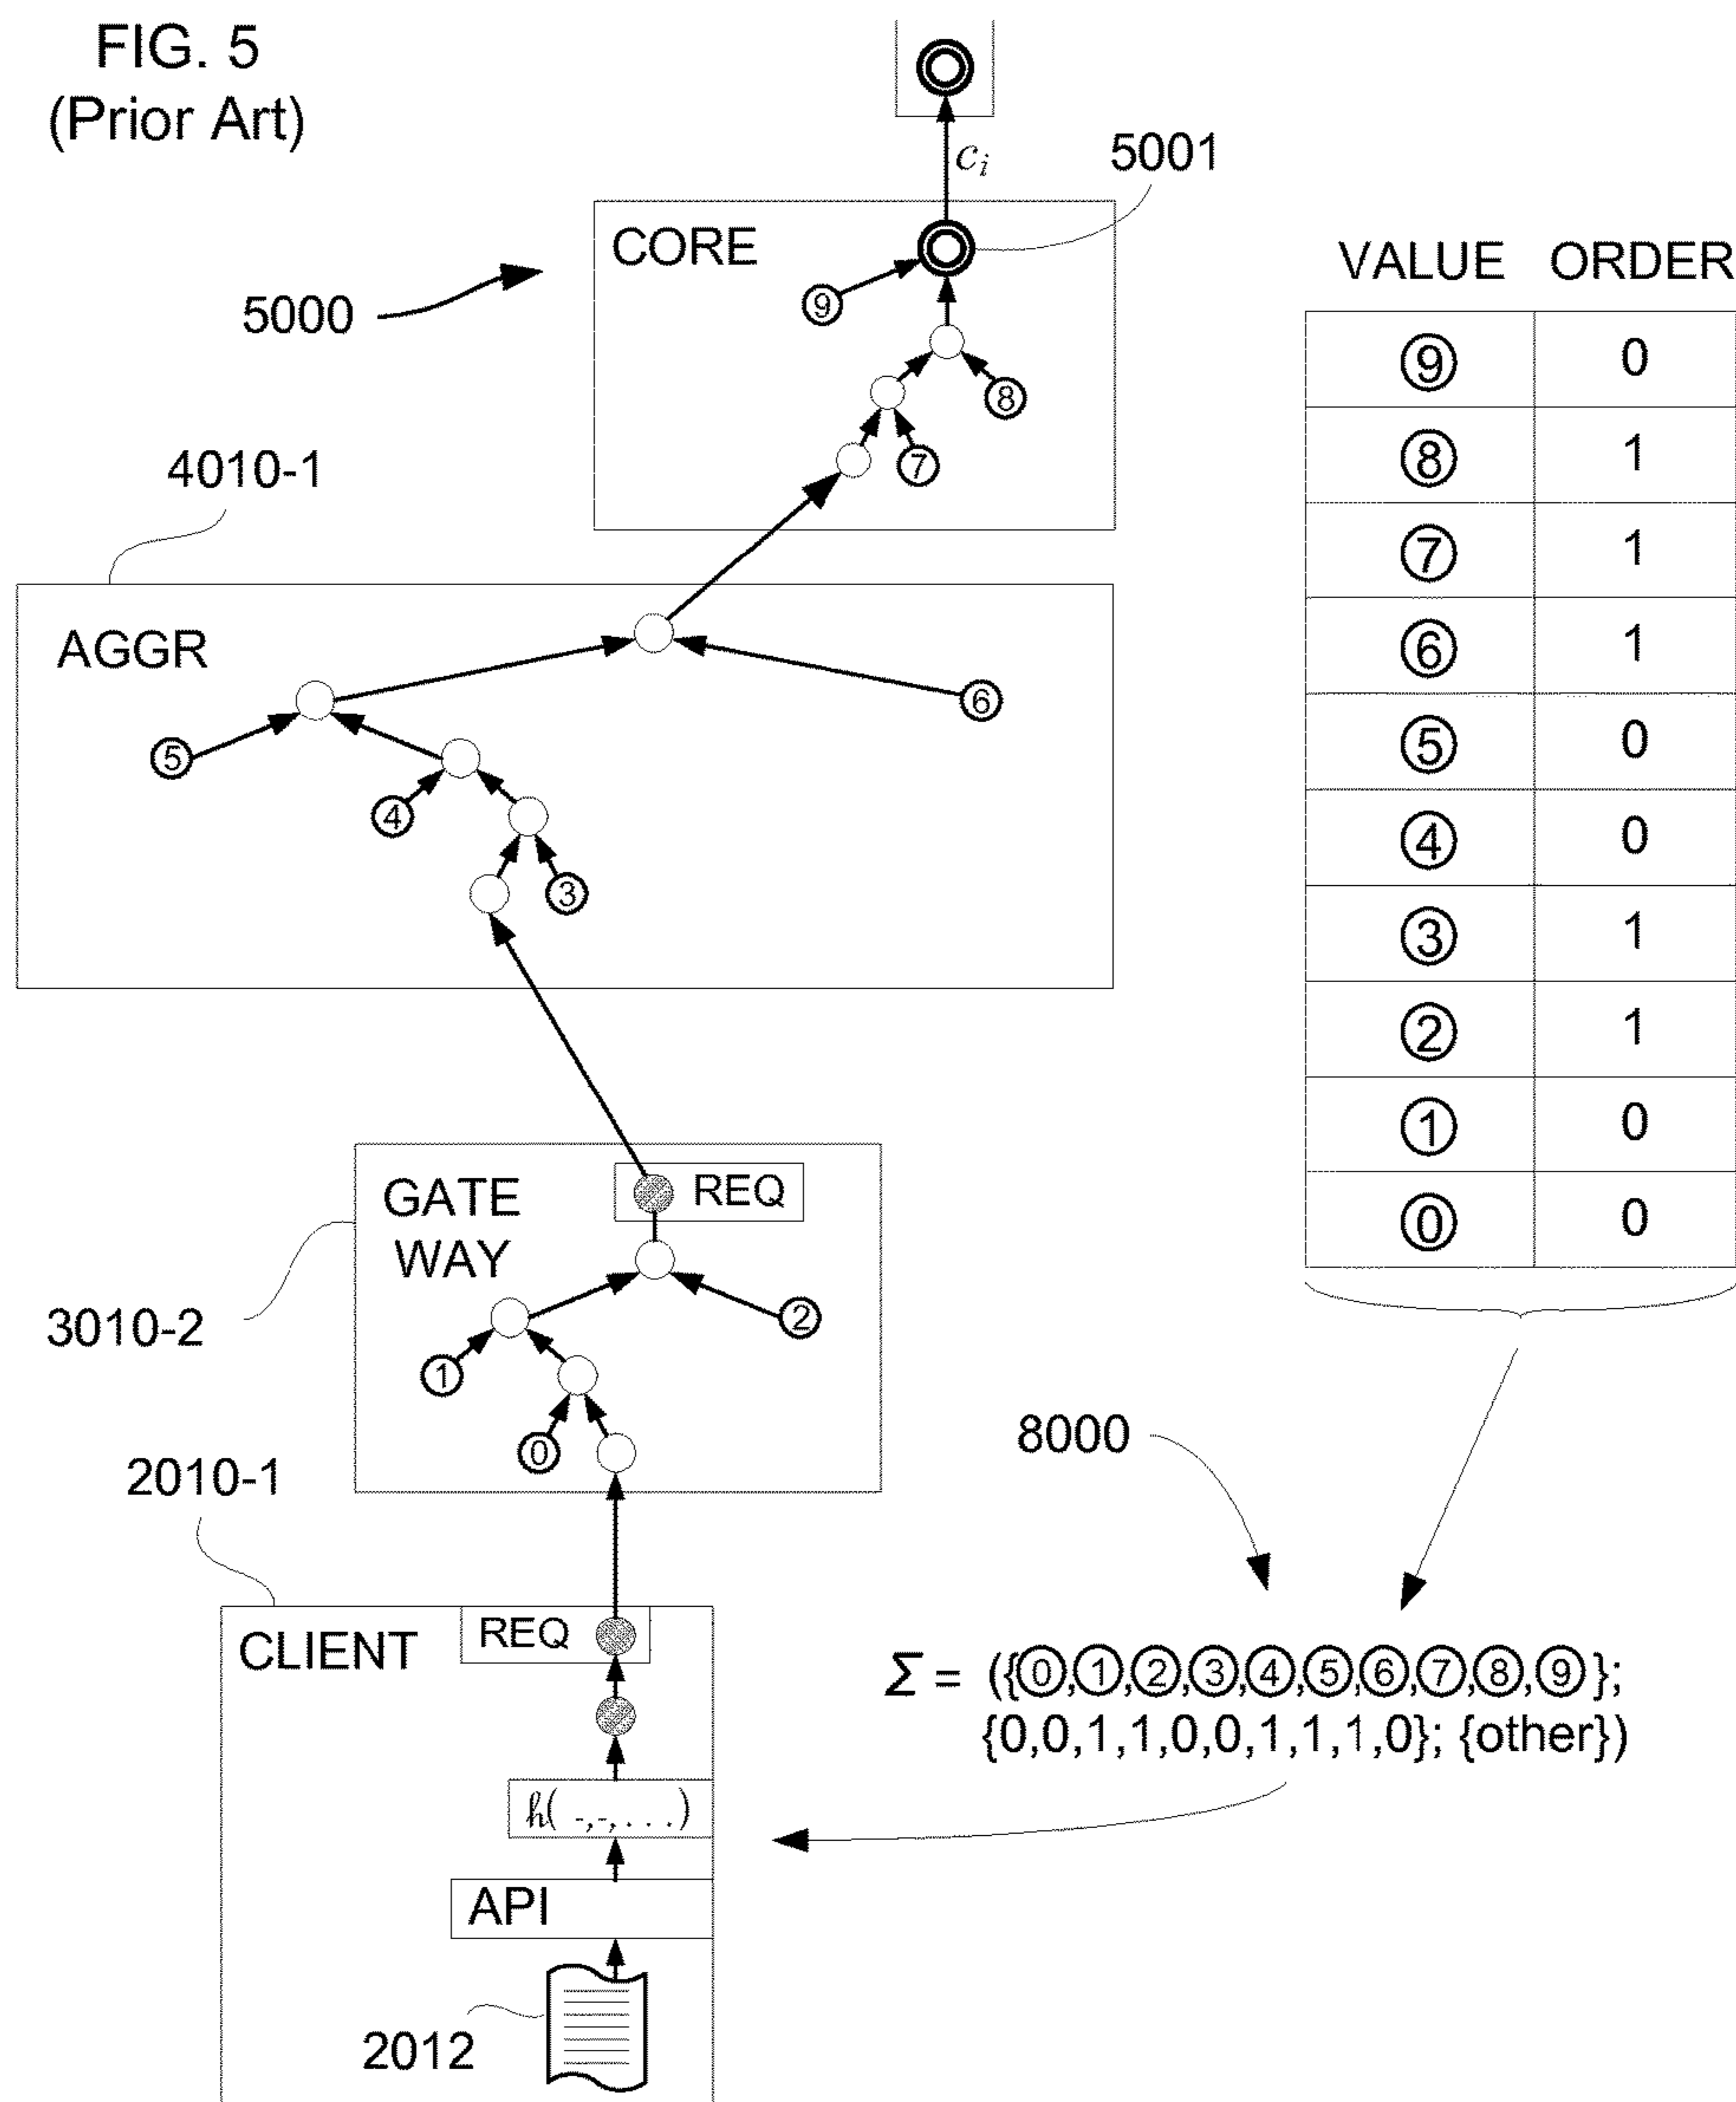 FIG. 5
(Prior Art)
c_i
5001
CORE
5000
9
8
7
4010-1
AGGR
6
5
4
3
GATE
WAY
REQ
3010-2
2
1
0
2010-1
CLIENT
REQ
h( -,-, . . . )
API
2012
VALUE ORDER
⑨ 0
⑧ 1
⑦ 1
⑥ 1
⑤ 0
④ 0
③ 1
② 1
① 0
⓪ 0
8000
Σ = ({⓪,①,②,③,④,⑤,⑥,⑦,⑧,⑨};
{0,0,1,1,0,0,1,1,1,0}; {other})